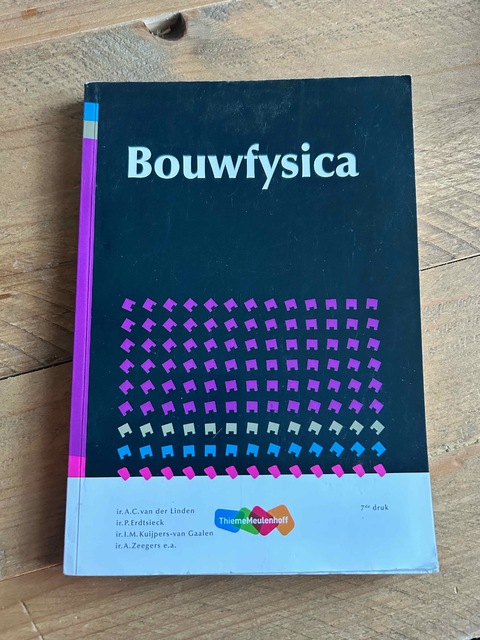 Bouwfysica
ir.A.C.van der Linden
ir.P.Erdtsieck
ir.I.M.Kuijpers-van Gaalen
ir.A.Zeegers e.a.
ThiemeMeulenhoff
7de druk